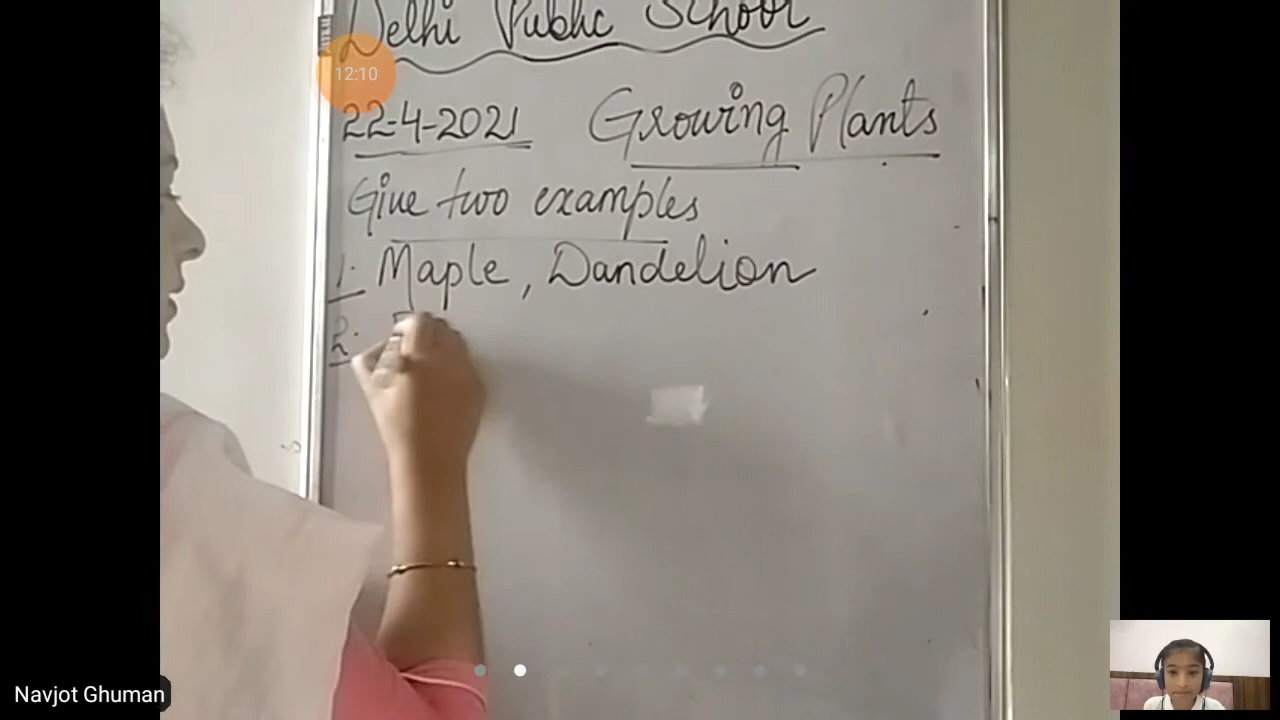 Delhi Public School
12:10
22-4-2021 Growing Plants
Give two examples
1. Maple, Dandelion
2.
Navjot Ghuman